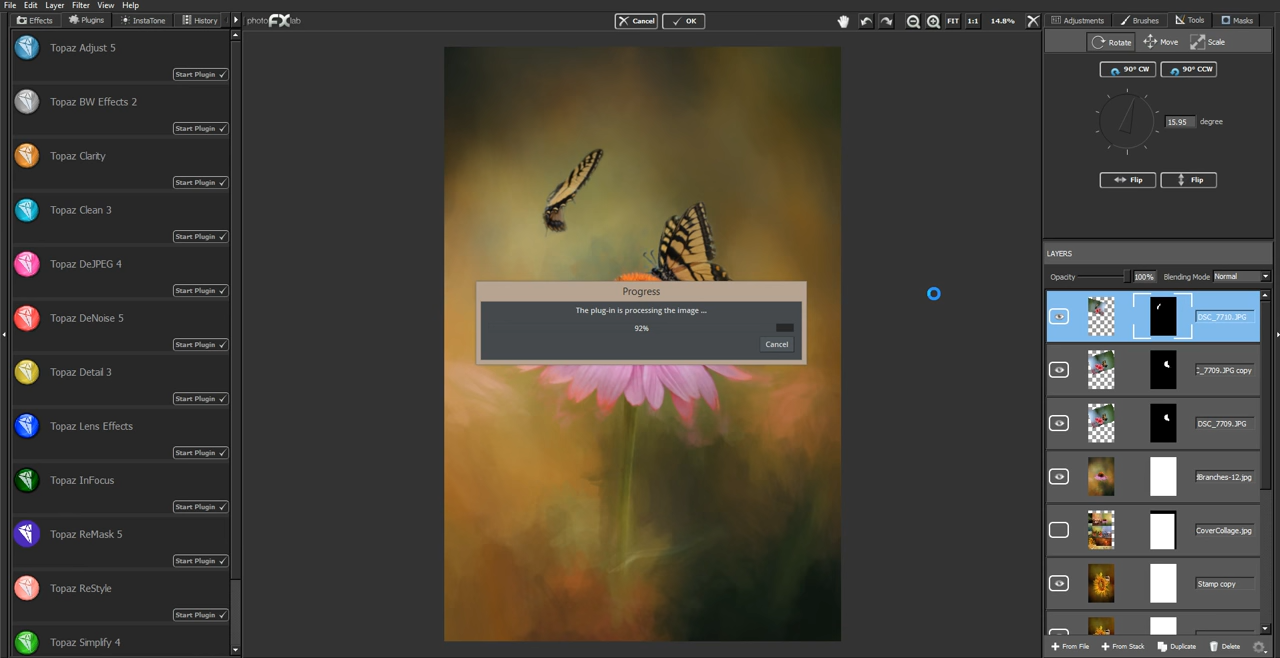 File Edit Layer Filter View Help
Effects Plugins InstaTone History
photo FX lab
Cancel OK
FIT 1:1 14.8%
Adjustments Brushes Tools Masks
Topaz Adjust 5
Start Plugin
Topaz BW Effects 2
Start Plugin
Topaz Clarity
Start Plugin
Topaz Clean 3
Start Plugin
Topaz DeJPEG 4
Start Plugin
Topaz DeNoise 5
Start Plugin
Topaz Detail 3
Start Plugin
Topaz Lens Effects
Start Plugin
Topaz InFocus
Start Plugin
Topaz ReMask 5
Start Plugin
Topaz ReStyle
Start Plugin
Topaz Simplify 4
Progress
The plug-in is processing the image ...
92%
Cancel
Rotate Move Scale
90° CW 90° CCW
15.95 degree
Flip Flip
LAYERS
Opacity 100% Blending Mode Normal
DSC_7710.JPG
_7709.JPG copy
DSC_7709.JPG
fBranches-12.jpg
CoverCollage.jpg
Stamp copy
From File From Stack Duplicate Delete